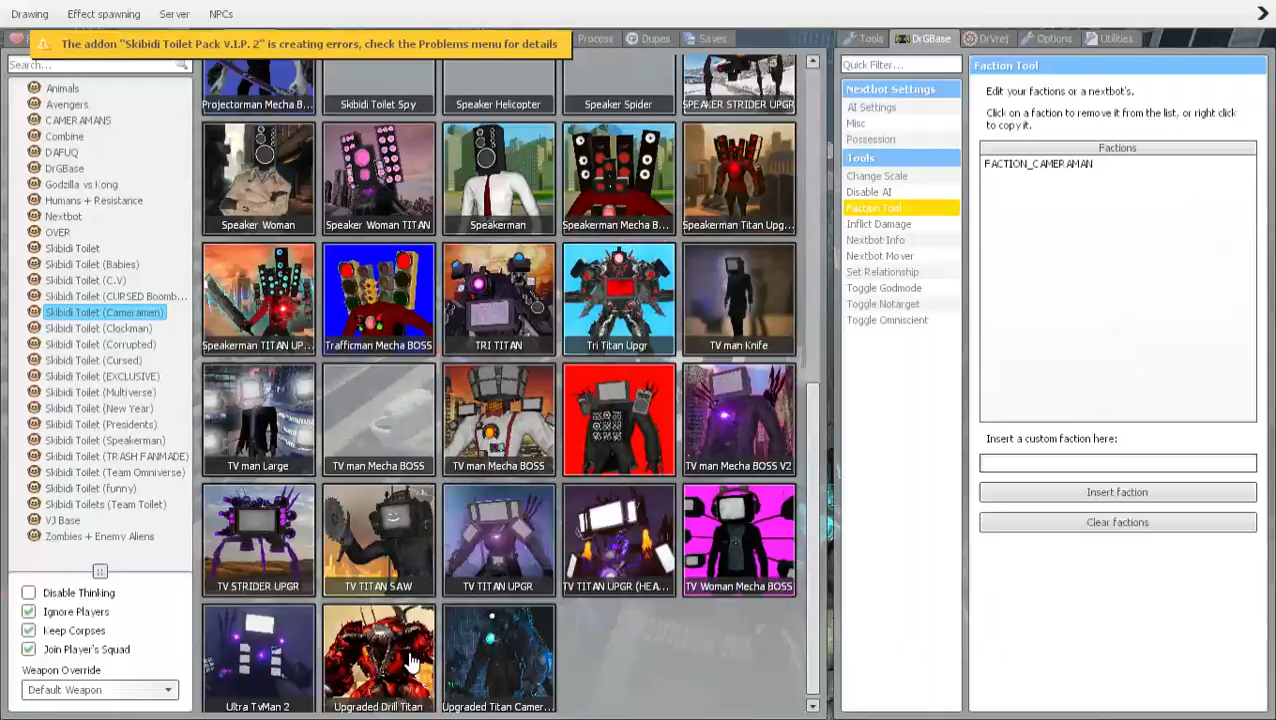 Drawing Effect spawning Server NPCs
The addon "Skibidi Toilet Pack V.I.P. 2" is creating errors, check the Problems menu for details
Process Dupes Saves
Tools DrGBase DrVrej Options Utilities
Search...
Animals
Avengers
CAMERAMANS
Combine
DAFUQ
DrGBase
Godzilla vs Kong
Humans + Resistance
Nextbot
OVER
Skibidi Toilet
Skibidi Toilet (Babies)
Skibidi Toilet (C.V)
Skibidi Toilet (CURSED Boomb...
Skibidi Toilet (Cameramen)
Skibidi Toilet (Clockman)
Skibidi Toilet (Corrupted)
Skibidi Toilet (Cursed)
Skibidi Toilet (EXCLUSIVE)
Skibidi Toilet (Multiverse)
Skibidi Toilet (New Year)
Skibidi Toilet (Presidents)
Skibidi Toilet (Speakerman)
Skibidi Toilet (TRASH FANMADE)
Skibidi Toilet (Team Omniverse)
Skibidi Toilet (funny)
Skibidi Toilets (Team Toilet)
VJ Base
Zombies + Enemy Aliens
Disable Thinking
Ignore Players
Keep Corpses
Join Player's Squad
Weapon Override
Default Weapon
Projectorman Mecha B... Skibidi Toilet Spy Speaker Helicopter Speaker Spider SPEAKER STRIDER UPGR
Speaker Woman Speaker Woman TITAN Speakerman Speakerman Mecha B... Speakerman Titan Upg...
Speakerman TITAN UP... Trafficman Mecha BOSS TRI TITAN Tri Titan Upgr TV man Knife
TV man Large TV man Mecha BOSS TV man Mecha BOSS TV man Mecha BOSS V2
TV STRIDER UPGR TV TITAN SAW TV TITAN UPGR TV TITAN UPGR (HEA... TV Woman Mecha BOSS
Ultra TvMan 2 Upgraded Drill Titan Upgraded Titan Camer...
Quick Filter...
Nextbot Settings
AI Settings
Misc
Possession
Tools
Change Scale
Disable AI
Faction Tool
Inflict Damage
Nextbot Info
Nextbot Mover
Set Relationship
Toggle Godmode
Toggle Notarget
Toggle Omniscient
Faction Tool
Edit your factions or a nextbot's.
Click on a faction to remove it from the list, or right click
to copy it.
Factions
FACTION_CAMERAMAN
Insert a custom faction here:
Insert faction
Clear factions